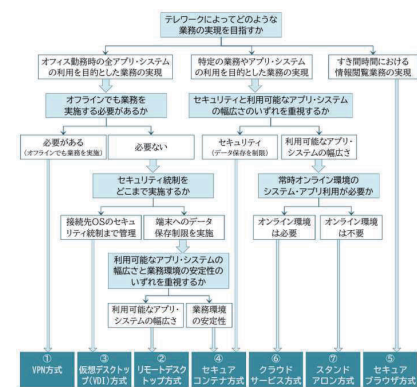 テレワークによってどのような
業務の実現を目指すか
オフィス勤務時の全アプリ・システム
の利用を目的とした業務の実現
特定の業務やアプリ・システム
の利用を目的とした業務の実現
すき間時間における
情報閲覧業務の実現
オフラインでも業務を
実施する必要があるか
セキュリティと利用可能なアプリ・システム
の幅広さのいずれを重視するか
必要がある
(オフラインでも業務を実施)
必要ない
セキュリティ
(データ保存を制限)
利用可能なアプリ・
システムの幅広さ
セキュリティ統制を
どこまで実施するか
常時オンライン環境の
システム・アプリ利用が必要か
接続先OSのセキュ
リティ統制まで管理
端末へのデータ
保存制限を実施
オンライン環境
は必要
オンライン環境
は不要
利用可能なアプリ・システムの
幅広さと業務環境の安定性の
いずれを重視するか
利用可能なアプリ・
システムの幅広さ
業務環境
の安定性
①
VPN方式
③
仮想デスクトッ
プ(VDI)方式
②
リモートデスク
トップ方式
④
セキュア
コンテナ方式
⑥
クラウド
サービス方式
⑦
スタンド
アロン方式
⑤
セキュア
ブラウザ方式